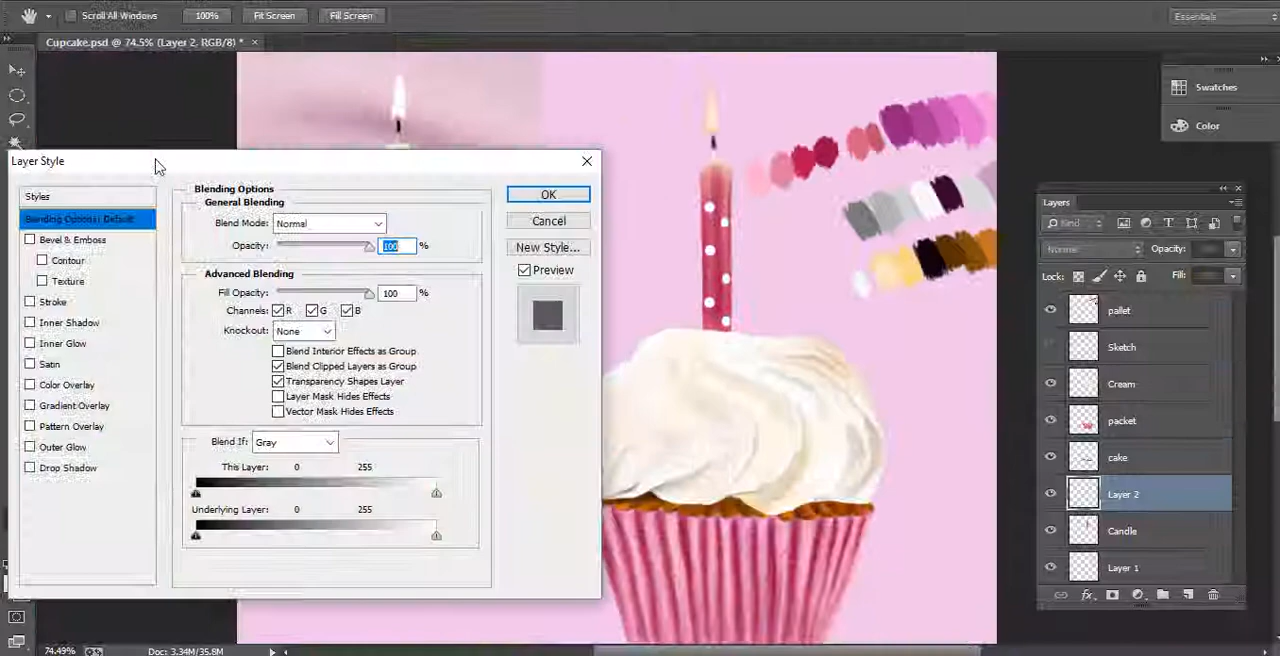 Scroll All Windows 100% Fit Screen Fill Screen Essentials
Cupcake.psd @ 74.5% (Layer 2, RGB/8) * ×
Swatches
Color
Layer Style
Styles
Blending Options: Default
Bevel & Emboss
Contour
Texture
Stroke
Inner Shadow
Inner Glow
Satin
Color Overlay
Gradient Overlay
Pattern Overlay
Outer Glow
Drop Shadow
Blending Options
General Blending
Blend Mode: Normal
Opacity: 100 %
Advanced Blending
Fill Opacity: 100 %
Channels: R G B
Knockout: None
Blend Interior Effects as Group
Blend Clipped Layers as Group
Transparency Shapes Layer
Layer Mask Hides Effects
Vector Mask Hides Effects
Blend If: Gray
This Layer: 0 255
Underlying Layer: 0 255
OK
Cancel
New Style...
Preview
Layers
Kind
Normal Opacity:
Lock: Fill:
pallet
Sketch
Cream
packet
cake
Layer 2
Candle
Layer 1
fx
74.49% Doc: 3.34M/35.8M